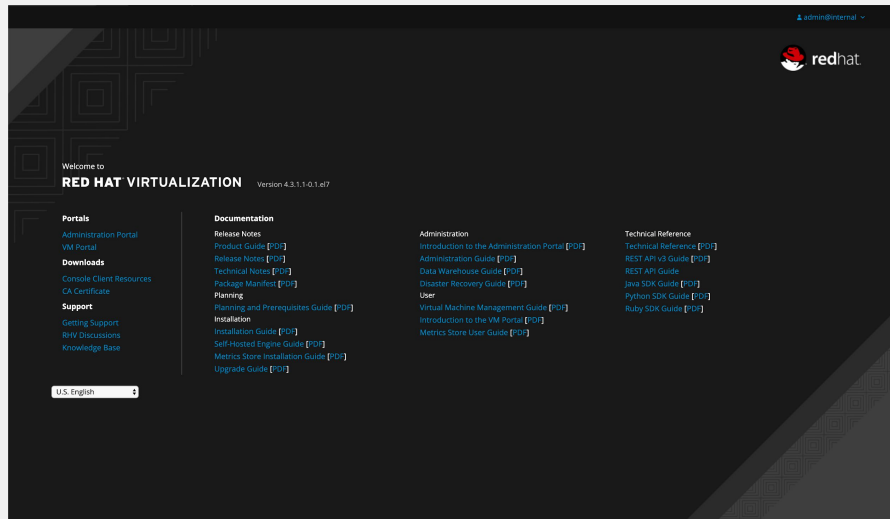 admin@internal
redhat.
Welcome to
RED HAT VIRTUALIZATION Version 4.3.1.1-0.1.el7
Portals
Administration Portal
VM Portal
Downloads
Console Client Resources
CA Certificate
Support
Getting Support
RHV Discussions
Knowledge Base
Documentation
Release Notes
Product Guide [PDF]
Release Notes [PDF]
Technical Notes [PDF]
Package Manifest [PDF]
Planning
Planning and Prerequisites Guide [PDF]
Installation
Installation Guide [PDF]
Self-Hosted Engine Guide [PDF]
Metrics Store Installation Guide [PDF]
Upgrade Guide [PDF]
Administration
Introduction to the Administration Portal [PDF]
Administration Guide [PDF]
Data Warehouse Guide [PDF]
Disaster Recovery Guide [PDF]
User
Virtual Machine Management Guide [PDF]
Introduction to the VM Portal [PDF]
Metrics Store User Guide [PDF]
Technical Reference
Technical Reference [PDF]
REST API v3 Guide [PDF]
REST API Guide
Java SDK Guide [PDF]
Python SDK Guide [PDF]
Ruby SDK Guide [PDF]
U.S. English